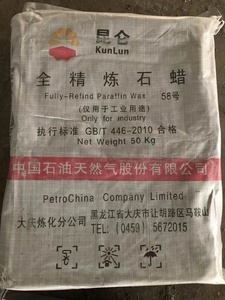 昆仑
KunLun
全精炼石蜡
Fully-Refind Paraffin Wax 58号
(仅用于工业用途)
Only for industry
执行标准 GB/T 446-2010 合格
Net Weight 50 Kg
中国石油天然气股份有限公司
PetroChina Company Limited
大庆炼化分公司
黑龙江省大庆市让胡路区马鞍山
TEL: (0459) 5672015